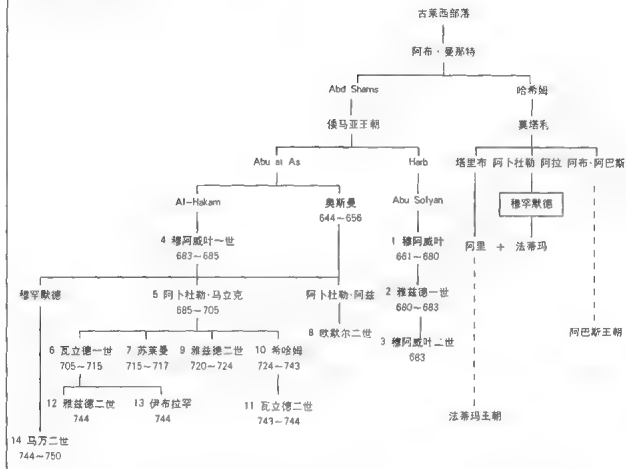 古莱西部落
阿布·曼那特
Abd Shams 哈希姆
倭马亚王朝 莫塔利
Abu al As Harb 塔里布 阿卜杜勒 阿拉 阿布·阿巴斯
Al-Hakam 奥斯曼 Abu Sofyan 穆罕默德
644~656
4 穆阿威叶一世 1 穆阿威叶 阿里 + 法蒂玛
683~685 661~680
穆罕默德 5 阿卜杜勒·马立克 阿卜杜勒·阿兹 2 雅兹德一世
685~705 680~683
8 欧默尔二世 阿巴斯王朝
6 瓦立德一世 7 苏莱曼 9 雅兹德二世 10 希哈姆 3 穆阿威叶二世
705~715 715~717 720~724 724~743 683
12 雅兹德二世 13 伊布拉罕 11 瓦立德二世 法蒂玛王朝
744 744 743~744
14 马万二世
744~750